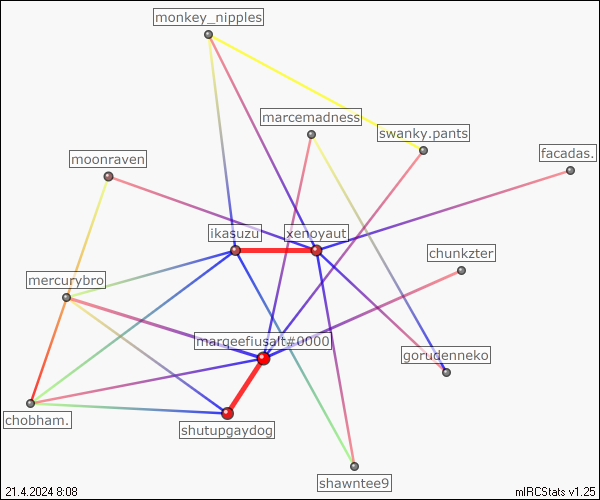 monkey_nipples
marcemadness
swanky.pants
facadas.
moonraven
ikasuzu
xenoyaut
chunkzter
mercurybro
margeefiusalt#0000
gorudenneko
chobham.
shutupgaydog
shawntee9
21.4.2024 8:08
mIRCStats v1.25